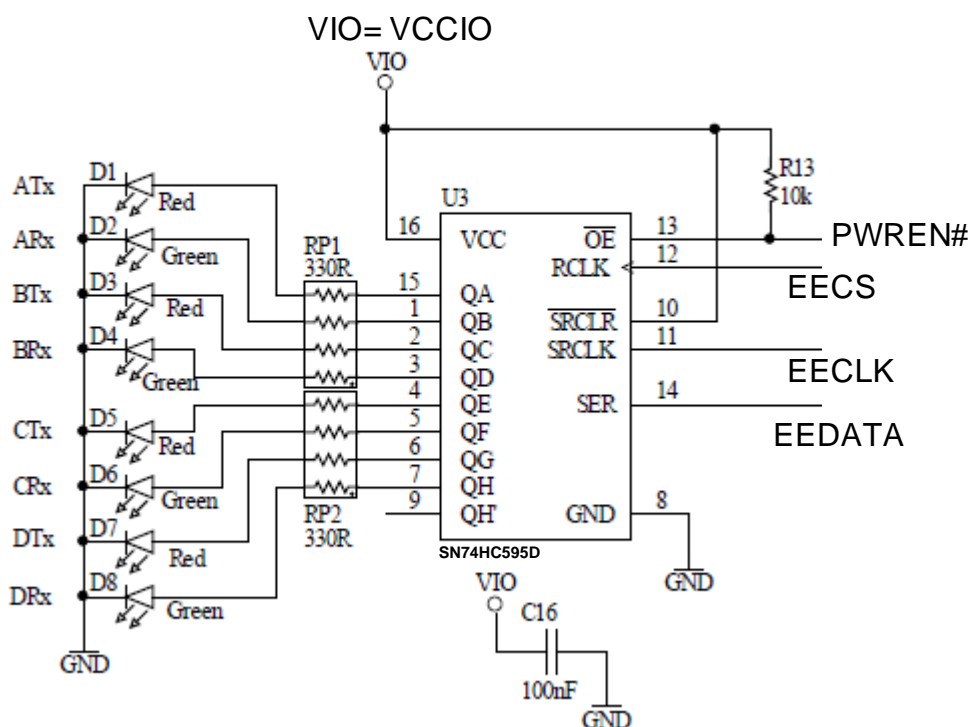 VIO= VCCIO
VIO
ATx
D1
Red
ARx
D2
Green
BTx
D3
Red
BRx
D4
Green
CTx
D5
Red
CRx
D6
Green
DTx
D7
Red
DRx
D8
Green
GND
RP1
330R
RP2
330R
U3
16 VCC
15 QA
1 QB
2 QC
3 QD
4 QE
5 QF
6 QG
7 QH
9 QH'
OE 13
RCLK 12
SRCLR 10
SRCLK 11
SER 14
GND 8
SN74HC595D
R13
10k
PWREN#
EECS
EECLK
EEDATA
GND
VIO
C16
100nF
GND